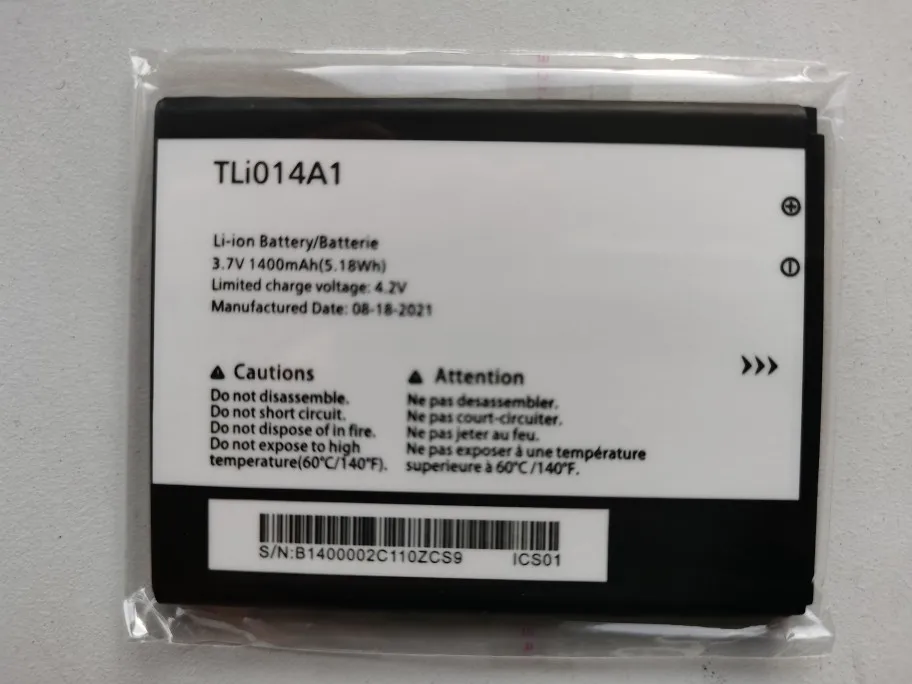 TLi014A1
Li-ion Battery/Batterie
3.7V 1400mAh(5.18Wh)
Limited charge voltage: 4.2V
Manufactured Date: 08-18-2021
Cautions
Do not disassemble.
Do not short circuit.
Do not dispose of in fire.
Do not expose to high
temperature(60°C/140°F).
Attention
Ne pas desassembler.
Ne pas court-circuiter.
Ne pas jeter au feu.
Ne pas exposer à une température
superieure à 60°C /140°F.
S/N:B1400002C110ZCS9 ICS01